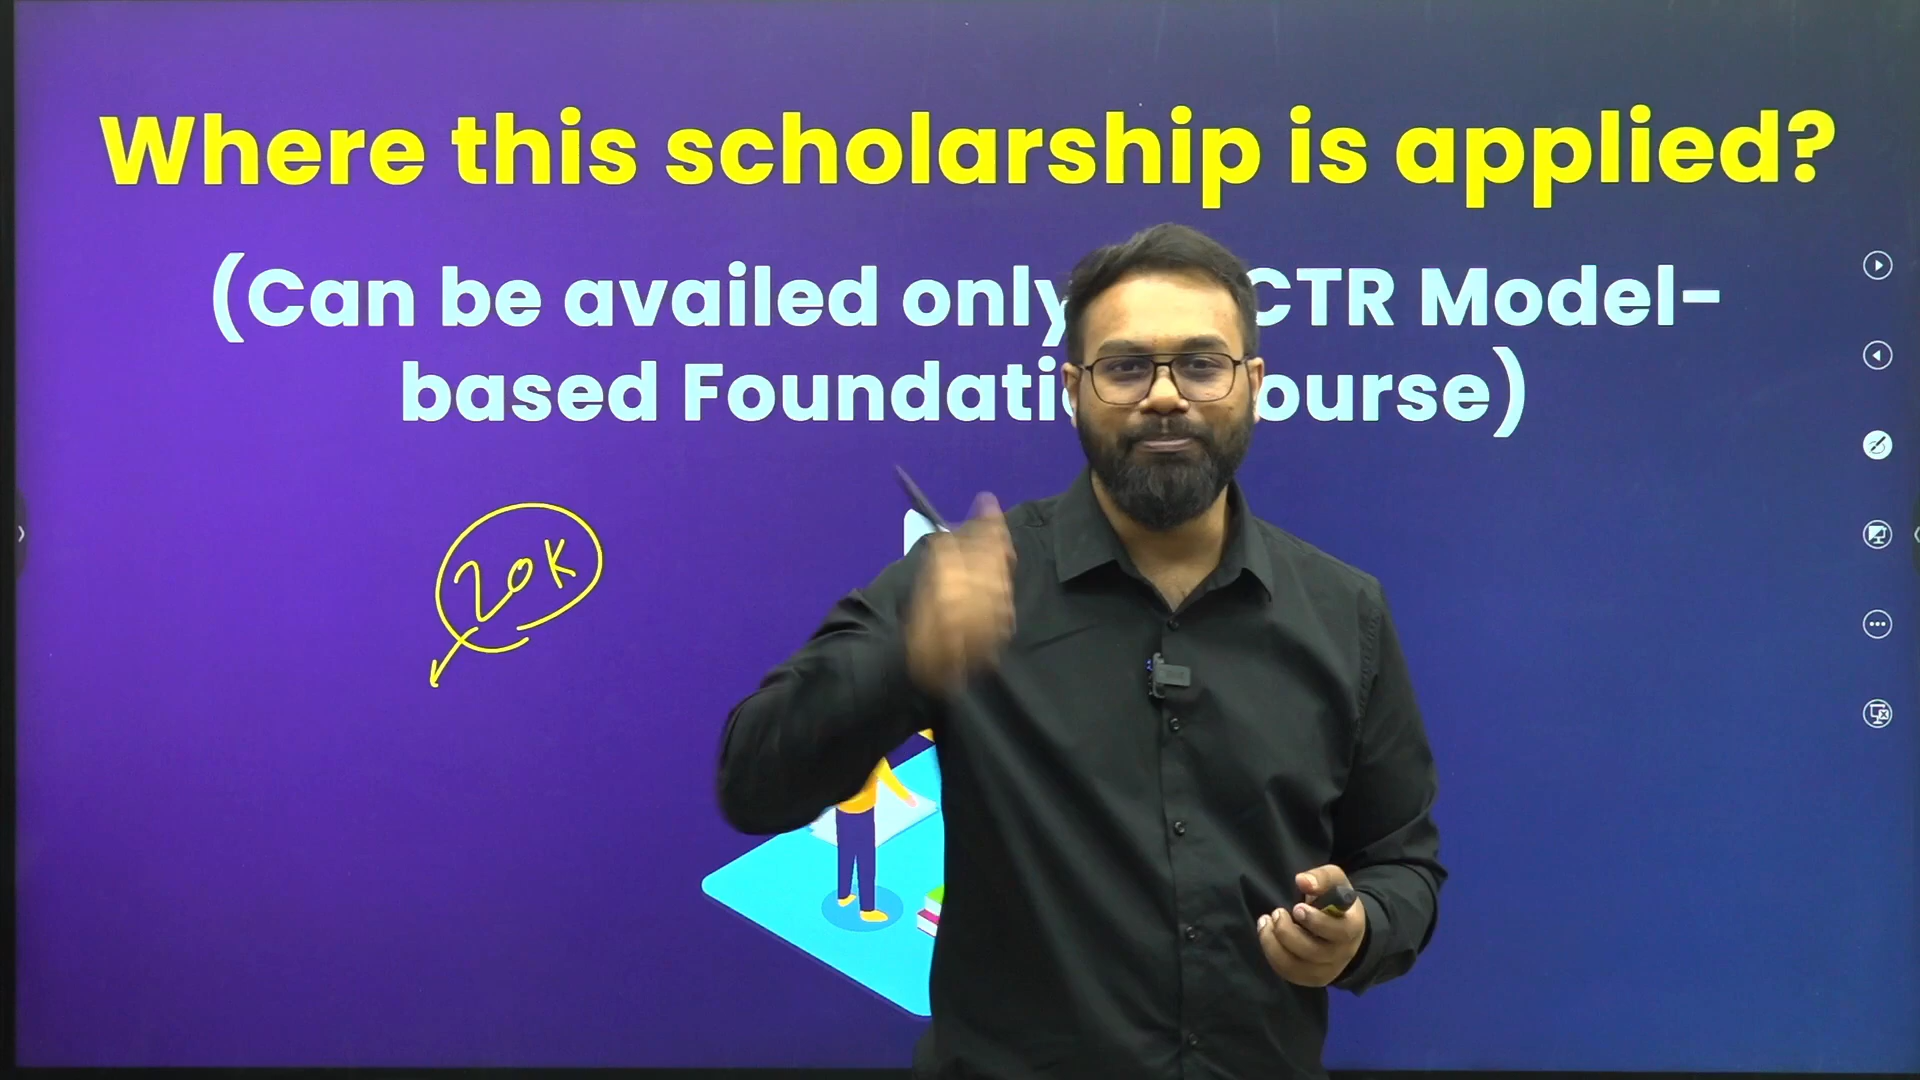 Where this scholarship is applied?
(Can be availed only CTR Model-
based Foundati ourse)
20K